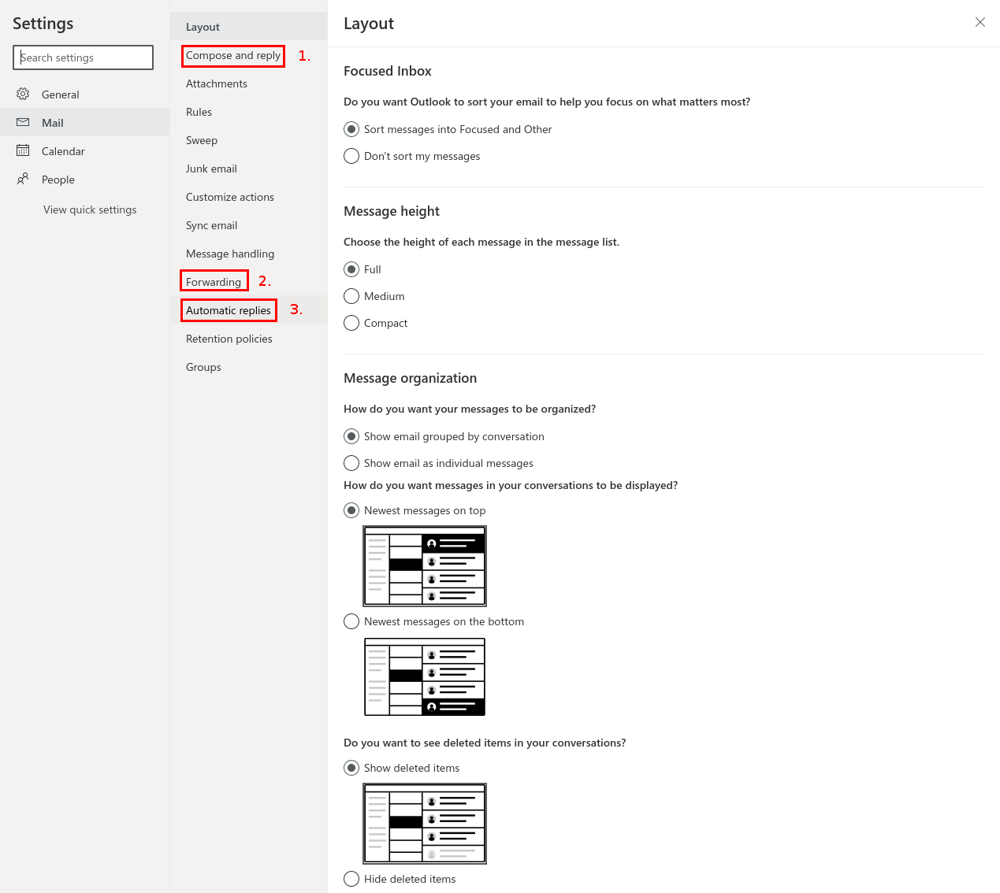 Settings
Search settings
General
Mail
Calendar
People
View quick settings
Layout
Compose and reply 1.
Attachments
Rules
Sweep
Junk email
Customize actions
Sync email
Message handling
Forwarding 2.
Automatic replies 3.
Retention policies
Groups
Layout
Focused Inbox
Do you want Outlook to sort your email to help you focus on what matters most?
Sort messages into Focused and Other
Don't sort my messages
Message height
Choose the height of each message in the message list.
Full
Medium
Compact
Message organization
How do you want your messages to be organized?
Show email grouped by conversation
Show email as individual messages
How do you want messages in your conversations to be displayed?
Newest messages on top
Newest messages on the bottom
Do you want to see deleted items in your conversations?
Show deleted items
Hide deleted items